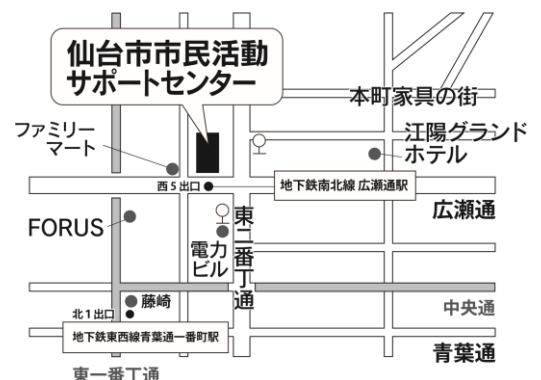 仙台市市民活動
サポートセンター
本町家具の街
ファミリー
マート
江陽グランド
ホテル
西5出口
地下鉄南北線 広瀬通駅
広瀬通
FORUS
東二番丁通
電力
ビル
藤崎
中央通
北1出口
地下鉄東西線青葉通一番町駅
青葉通
東一番丁通